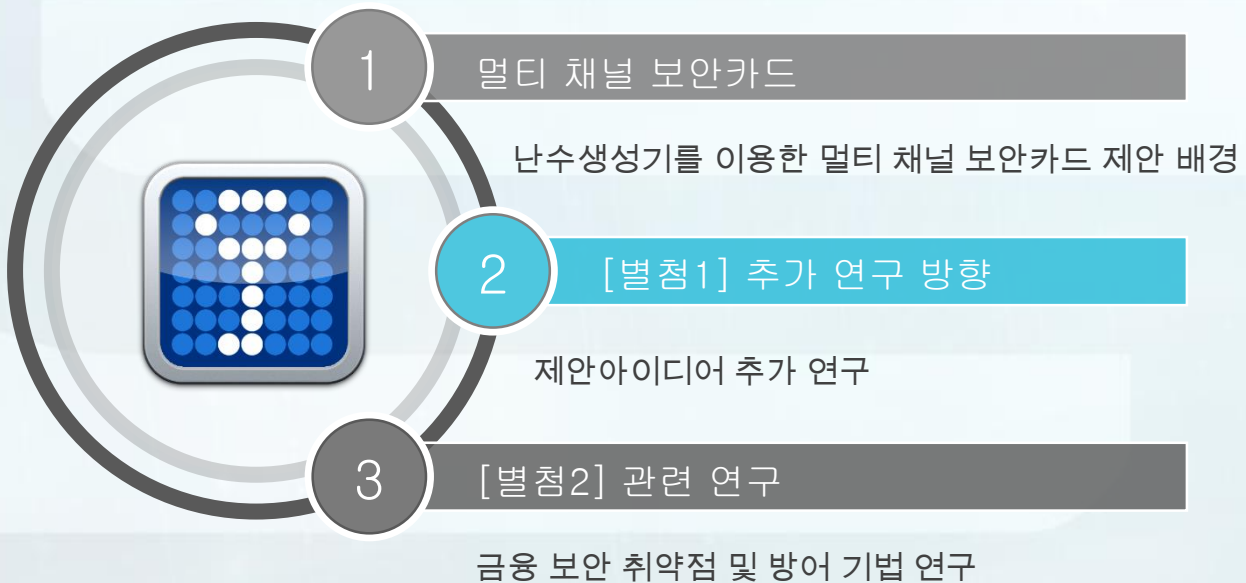 1
멀티 채널 보안카드
난수생성기를 이용한 멀티 채널 보안카드 제안 배경
2
[별첨1] 추가 연구 방향
제안아이디어 추가 연구
3
[별첨2] 관련 연구
금융 보안 취약점 및 방어 기법 연구